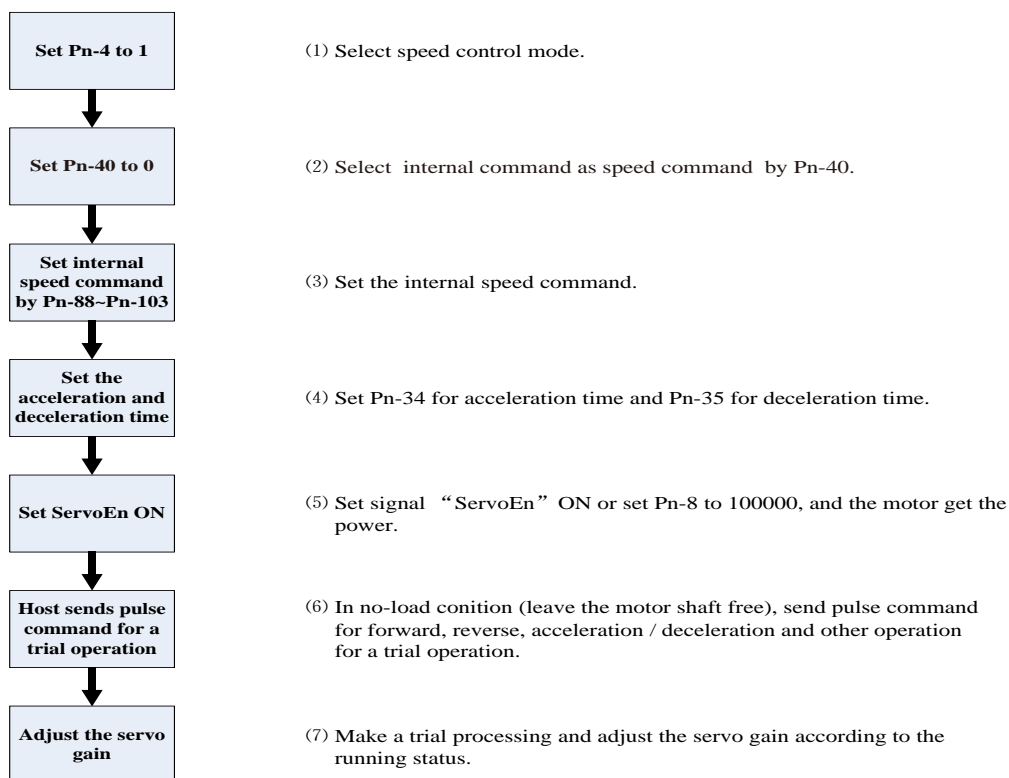 Set Pn-4 to 1
(1) Select speed control mode.
Set Pn-40 to 0
(2) Select internal command as speed command by Pn-40.
Set internal
speed command
by Pn-88~Pn-103
(3) Set the internal speed command.
Set the
acceleration and
deceleration time
(4) Set Pn-34 for acceleration time and Pn-35 for deceleration time.
Set ServoEn ON
(5) Set signal “ServoEn” ON or set Pn-8 to 100000, and the motor get the
power.
Host sends pulse
command for a
trial operation
(6) In no-load conition (leave the motor shaft free), send pulse command
for forward, reverse, acceleration / deceleration and other operation
for a trial operation.
Adjust the servo
gain
(7) Make a trial processing and adjust the servo gain according to the
running status.